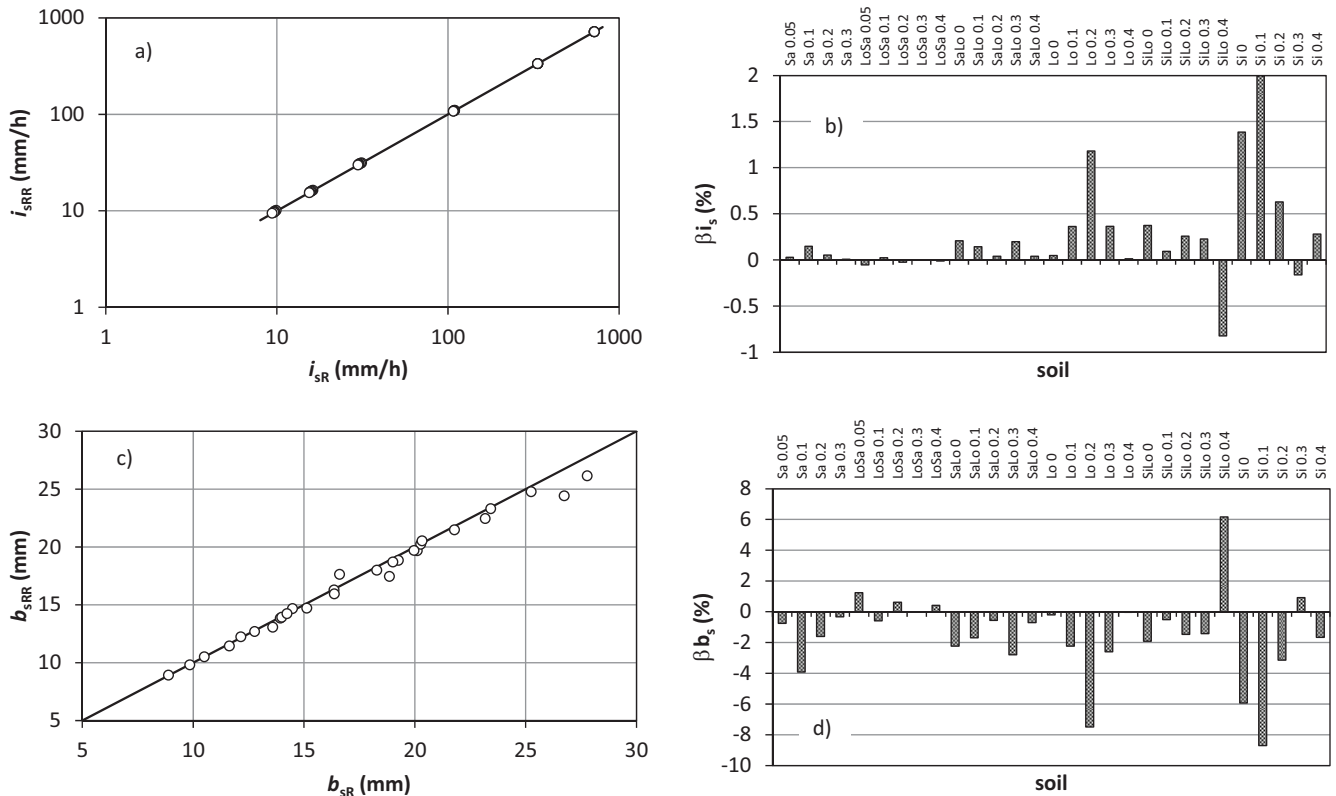 a)
1000
100
10
1
1
10
100
1000
i_sRR (mm/h)
i_sR (mm/h)
Sa 0.05
Sa 0.1
Sa 0.2
Sa 0.3
LoSa 0.05
LoSa 0.1
LoSa 0.2
LoSa 0.3
LoSa 0.4
SaLo 0
SaLo 0.1
SaLo 0.2
SaLo 0.3
SaLo 0.4
Lo 0
Lo 0.1
Lo 0.2
Lo 0.3
Lo 0.4
SiLo 0
SiLo 0.1
SiLo 0.2
SiLo 0.3
SiLo 0.4
Si 0
Si 0.1
Si 0.2
Si 0.3
Si 0.4
b)
2
1.5
1
0.5
0
-0.5
-1
βi_s (%)
soil
c)
30
25
20
15
10
5
5
10
15
20
25
30
b_sRR (mm)
b_sR (mm)
Sa 0.05
Sa 0.1
Sa 0.2
Sa 0.3
LoSa 0.05
LoSa 0.1
LoSa 0.2
LoSa 0.3
LoSa 0.4
SaLo 0
SaLo 0.1
SaLo 0.2
SaLo 0.3
SaLo 0.4
Lo 0
Lo 0.1
Lo 0.2
Lo 0.3
Lo 0.4
SiLo 0
SiLo 0.1
SiLo 0.2
SiLo 0.3
SiLo 0.4
Si 0
Si 0.1
Si 0.2
Si 0.3
Si 0.4
8
6
4
2
0
-2
-4
-6
-8
-10
βb_s (%)
d)
soil